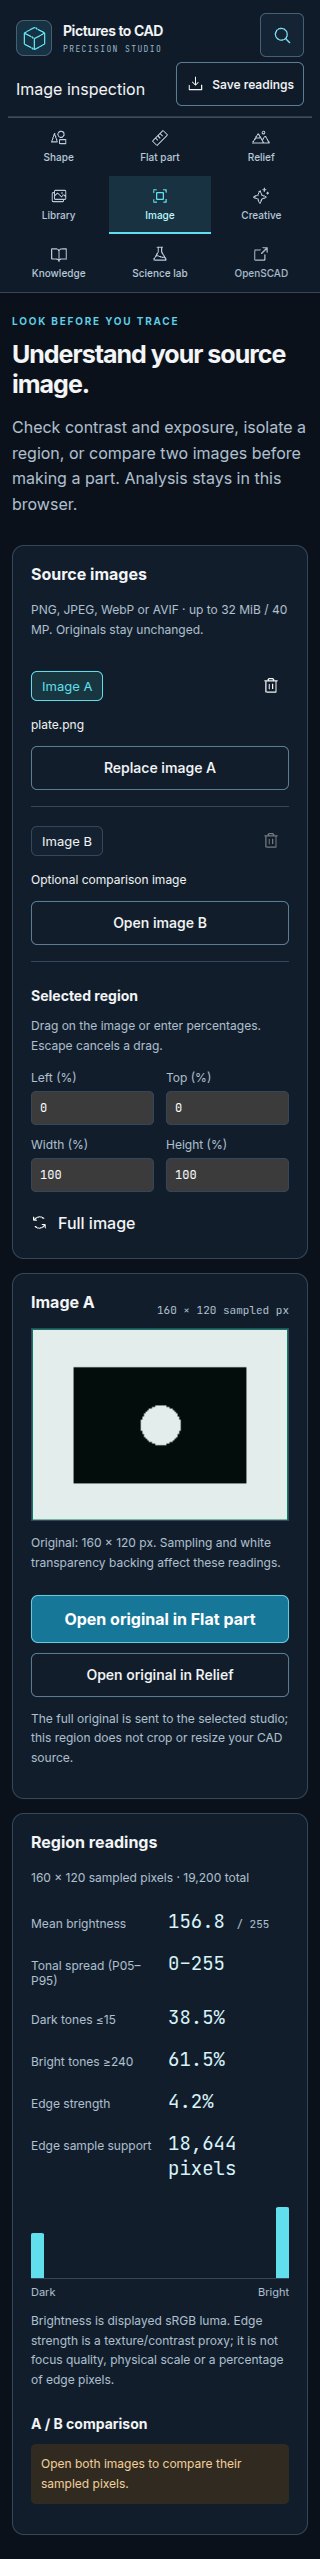 Pictures to CAD
PRECISION STUDIO
Image inspection
Save readings
Shape
Flat part
Relief
Library
Image
Creative
Knowledge
Science lab
OpenSCAD
LOOK BEFORE YOU TRACE
Understand your source
image.
Check contrast and exposure, isolate a
region, or compare two images before
making a part. Analysis stays in this
browser.
Source images
PNG, JPEG, WebP or AVIF · up to 32 MiB / 40
MP. Originals stay unchanged.
Image A
plate.png
Replace image A
Image B
Optional comparison image
Open image B
Selected region
Drag on the image or enter percentages.
Escape cancels a drag.
Left (%)
Top (%)
0
0
Width (%)
Height (%)
100
100
Full image
Image A
160 × 120 sampled px
Original: 160 × 120 px. Sampling and white
transparency backing affect these readings.
Open original in Flat part
Open original in Relief
The full original is sent to the selected studio;
this region does not crop or resize your CAD
source.
Region readings
160 × 120 sampled pixels · 19,200 total
Mean brightness
156.8 / 255
Tonal spread (P05–
P95)
0–255
Dark tones ≤15
38.5%
Bright tones ≥240
61.5%
Edge strength
4.2%
Edge sample support
18,644
pixels
Dark
Bright
Brightness is displayed sRGB luma. Edge
strength is a texture/contrast proxy; it is not
focus quality, physical scale or a percentage
of edge pixels.
A / B comparison
Open both images to compare their
sampled pixels.